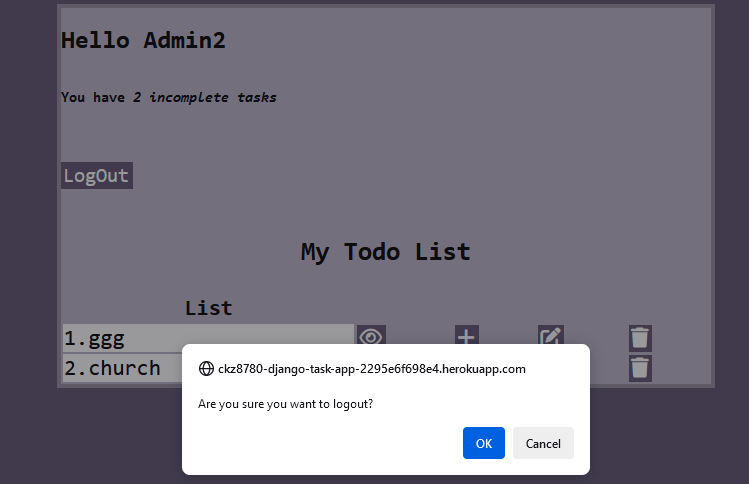 Hello Admin2
You have 2 incomplete tasks
LogOut
My Todo List
List
1.ggg
2.church
ckz8780-django-task-app-2295e6f698e4.herokuapp.com
Are you sure you want to logout?
OK Cancel